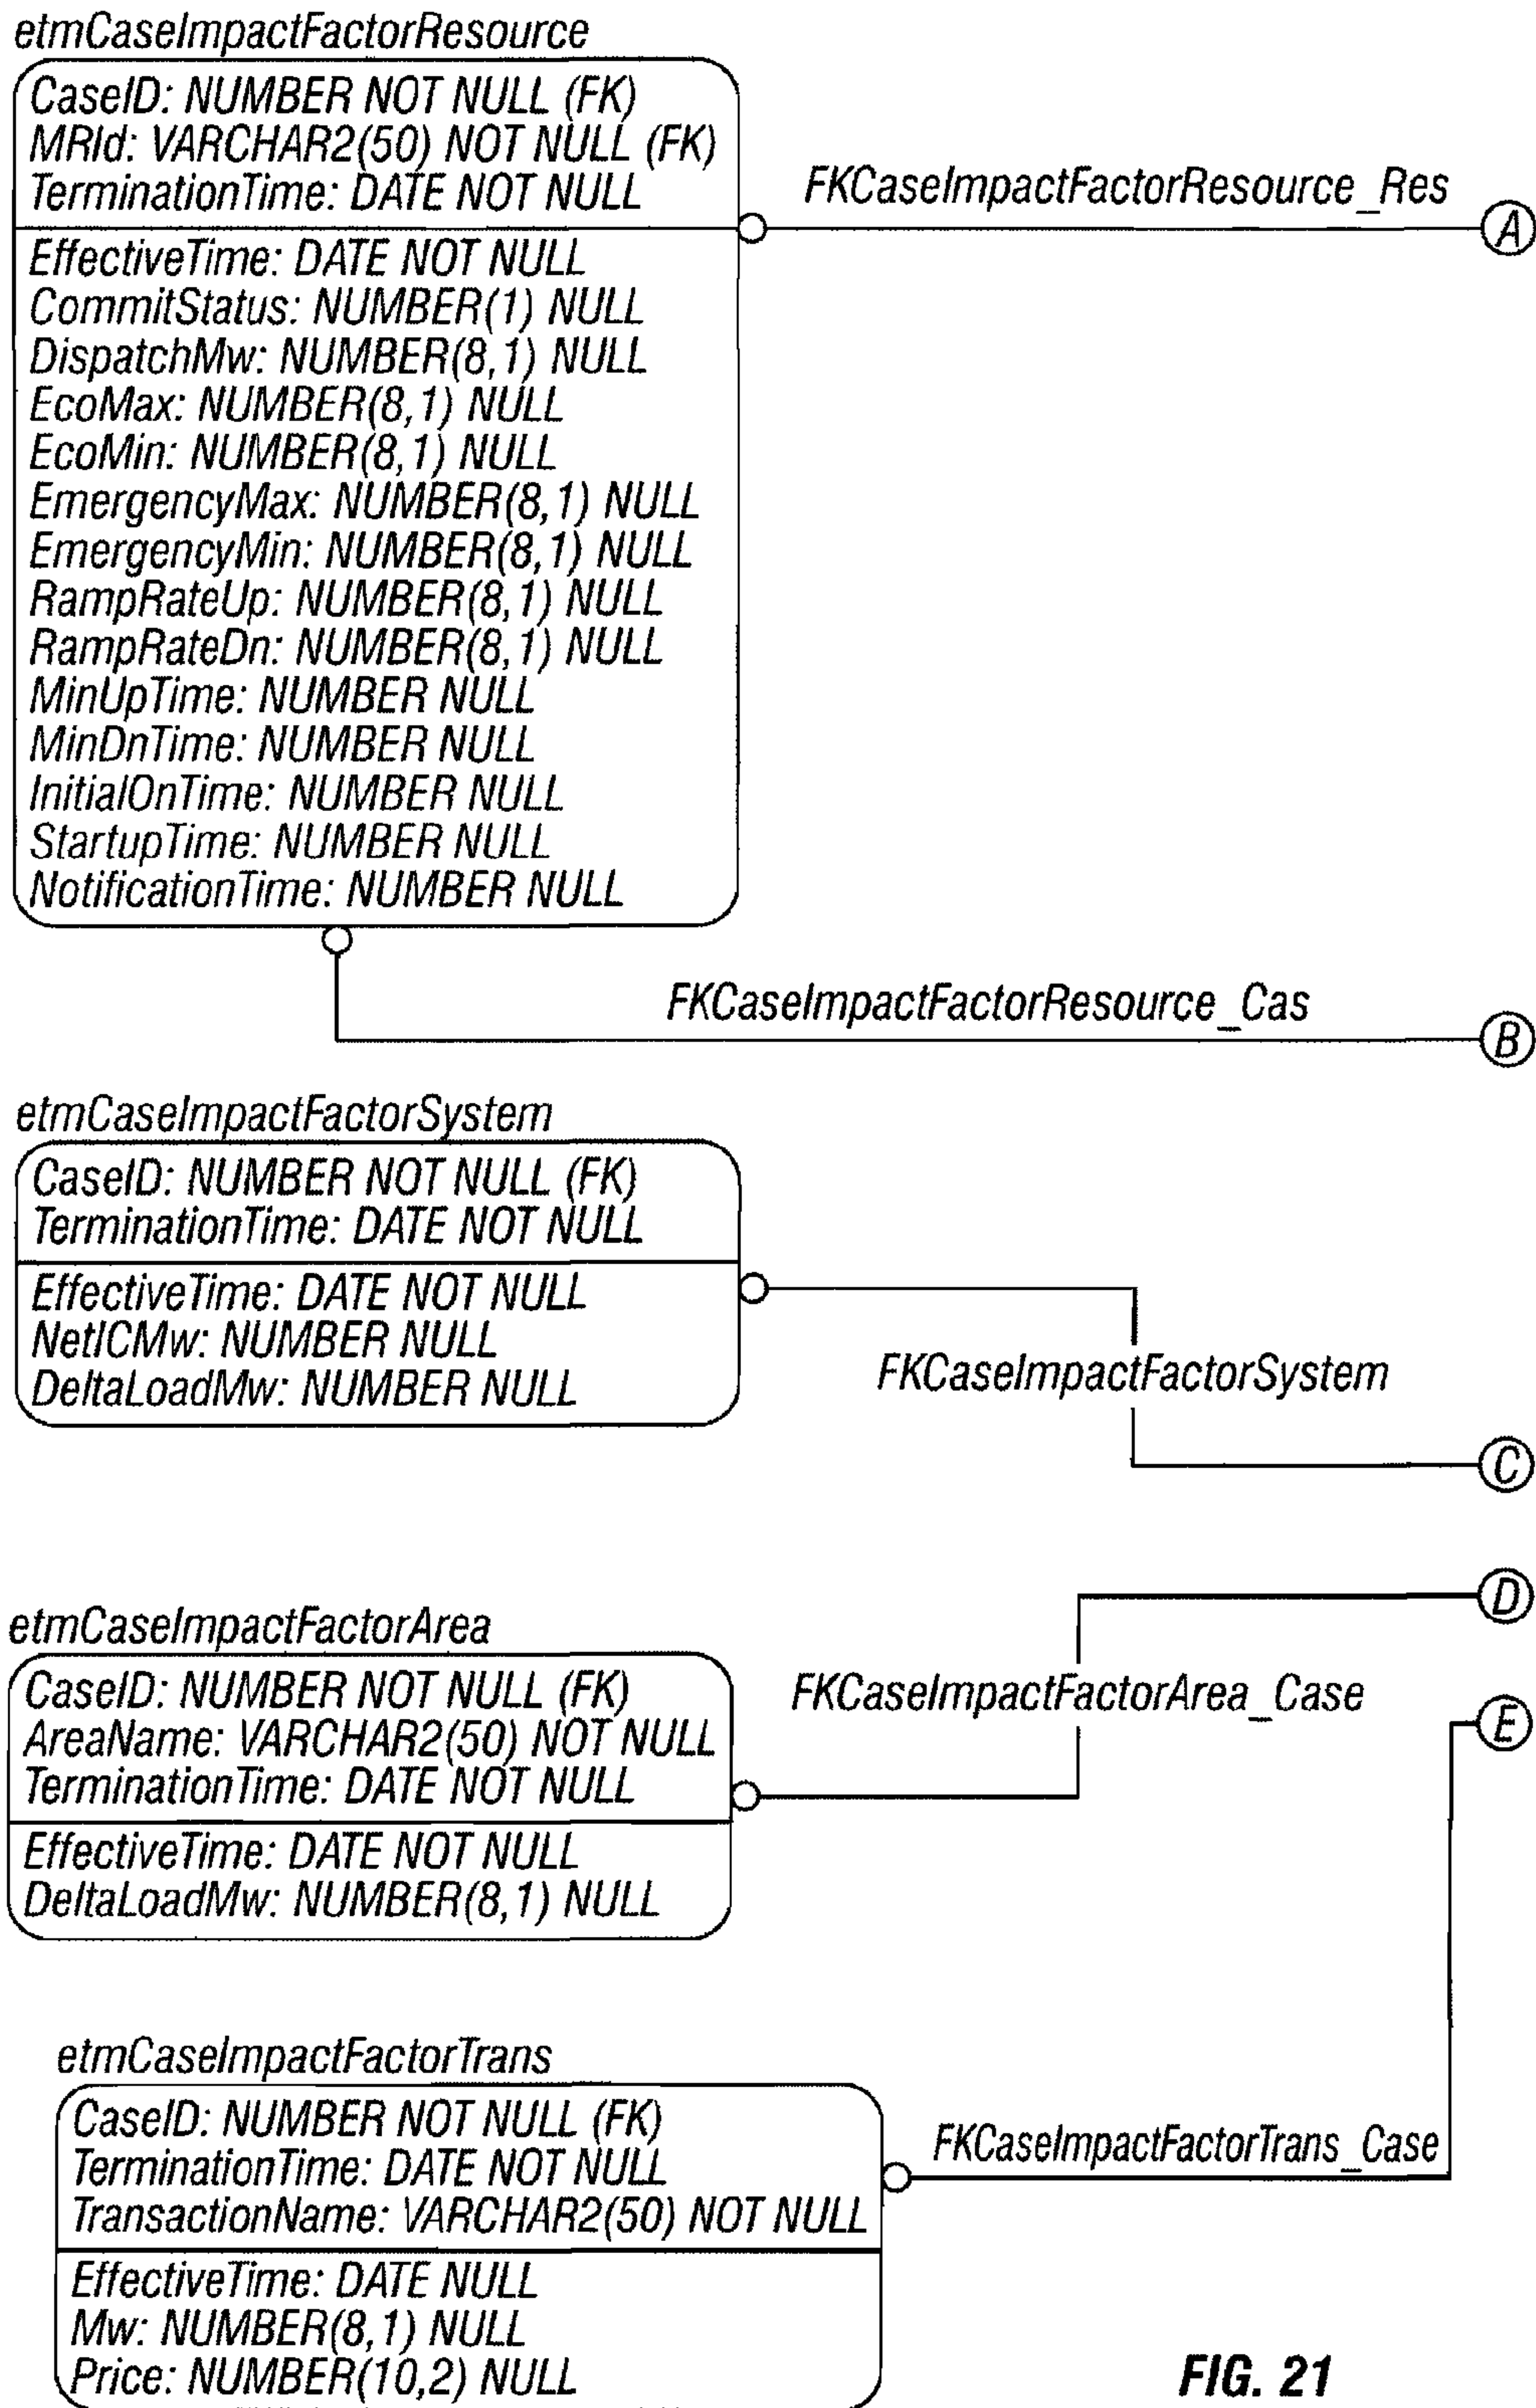 etmCaseImpactFactorResource
CaseID: NUMBER NOT NULL (FK)
MRId: VARCHAR2(50) NOT NULL (FK)
TerminationTime: DATE NOT NULL
FKCaseImpactFactorResource_Res
A
EffectiveTime: DATE NOT NULL
CommitStatus: NUMBER(1) NULL
DispatchMw: NUMBER(8,1) NULL
EcoMax: NUMBER(8,1) NULL
EcoMin: NUMBER(8,1) NULL
EmergencyMax: NUMBER(8,1) NULL
EmergencyMin: NUMBER(8,1) NULL
RampRateUp: NUMBER(8,1) NULL
RampRateDn: NUMBER(8,1) NULL
MinUpTime: NUMBER NULL
MinDnTime: NUMBER NULL
InitialOnTime: NUMBER NULL
StartupTime: NUMBER NULL
NotificationTime: NUMBER NULL
FKCaseImpactFactorResource_Cas
B
etmCaseImpactFactorSystem
CaseID: NUMBER NOT NULL (FK)
TerminationTime: DATE NOT NULL
EffectiveTime: DATE NOT NULL
NetICMw: NUMBER NULL
DeltaLoadMw: NUMBER NULL
FKCaseImpactFactorSystem
C
D
etmCaseImpactFactorArea
CaseID: NUMBER NOT NULL (FK)
AreaName: VARCHAR2(50) NOT NULL
TerminationTime: DATE NOT NULL
FKCaseImpactFactorArea_Case
E
EffectiveTime: DATE NOT NULL
DeltaLoadMw: NUMBER(8,1) NULL
etmCaseImpactFactorTrans
CaseID: NUMBER NOT NULL (FK)
TerminationTime: DATE NOT NULL
TransactionName: VARCHAR2(50) NOT NULL
FKCaseImpactFactorTrans_Case
EffectiveTime: DATE NULL
Mw: NUMBER(8,1) NULL
Price: NUMBER(10,2) NULL
FIG. 21